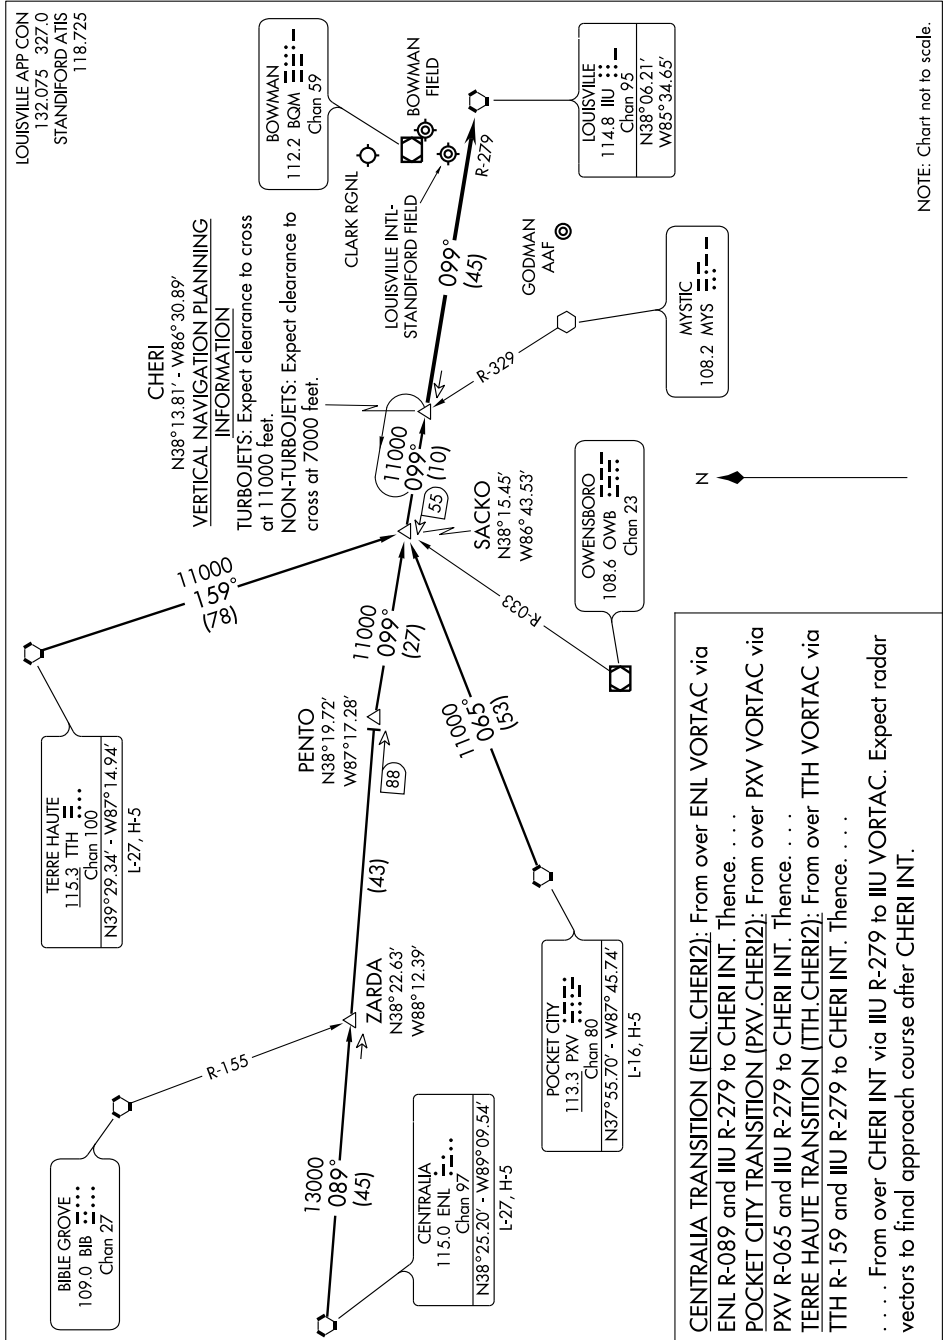 LOUISVILLE APP CON
132.075 327.0
STANDIFORD ATIS
118.725
BOWMAN
112.2 BQM
Chan 59
CLARK RGNL
BOWMAN
FIELD
LOUISVILLE INTL-
STANDIFORD FIELD
R-279
LOUISVILLE
114.8 IIU
Chan 95
N38°06.21'
W85°34.65'
NOTE: Chart not to scale.
CHERI
N38°13.81' - W86°30.89'
VERTICAL NAVIGATION PLANNING
INFORMATION
TURBOJETS: Expect clearance to cross
at 11000 feet.
NON-TURBOJETS: Expect clearance to
cross at 7000 feet.
099°
(45)
GODMAN
AAF
R-329
MYSTIC
108.2 MYS
11000
099°
(10)
55
SACKO
N38°15.45'
W86°43.53'
N
11000
159°
(78)
R-033
OWENSBORO
108.6 OWB
Chan 23
TERRE HAUTE
115.3 TTH
Chan 100
N39°29.34' - W87°14.94'
L-27, H-5
PENTO
N38°19.72'
W87°17.28'
11000
099°
(27)
88
11000
065°
(53)
(43)
POCKET CITY
113.3 PXV
Chan 80
N37°55.70' - W87°45.74'
L-16, H-5
ZARDA
N38°22.63'
W88°12.39'
R-155
BIBLE GROVE
109.0 BIB
Chan 27
13000
089°
(45)
CENTRALIA
115.0 ENL
Chan 97
N38°25.20' - W89°09.54'
L-27, H-5
CENTRALIA TRANSITION (ENL.CHERI2): From over ENL VORTAC via
ENL R-089 and IIU R-279 to CHERI INT. Thence. . . .
POCKET CITY TRANSITION (PXV.CHERI2): From over PXV VORTAC via
PXV R-065 and IIU R-279 to CHERI INT. Thence. . . .
TERRE HAUTE TRANSITION (TTH.CHERI2): From over TTH VORTAC via
TTH R-159 and IIU R-279 to CHERI INT. Thence. . . .
. . . . From over CHERI INT via IIU R-279 to IIU VORTAC. Expect radar
vectors to final approach course after CHERI INT.